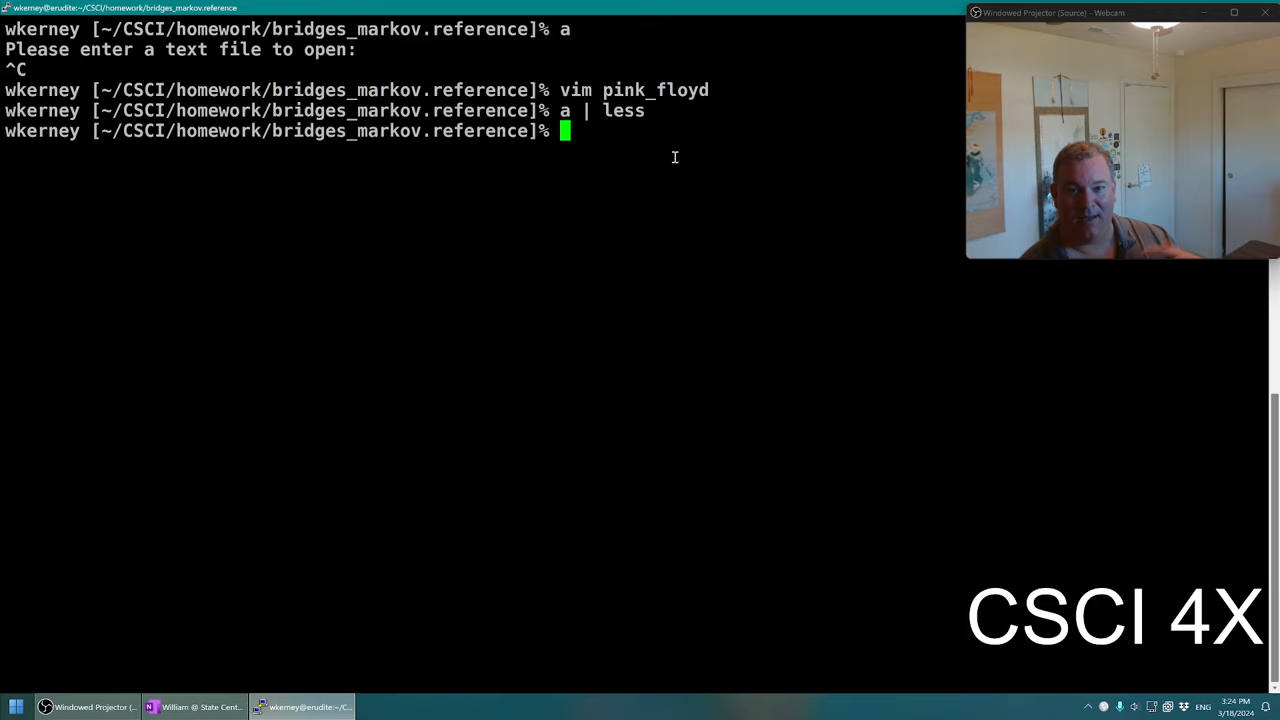 wkerney@erudite:~/CSCI/homework/bridges_markov.reference
Windowed Projector (Source) - Webcam
wkerney [~/CSCI/homework/bridges_markov.reference]% a
Please enter a text file to open:
^C
wkerney [~/CSCI/homework/bridges_markov.reference]% vim pink_floyd
wkerney [~/CSCI/homework/bridges_markov.reference]% a | less
wkerney [~/CSCI/homework/bridges_markov.reference]%
CSCI 4X
Windowed Projector (...
William @ State Cent...
wkerney@erudite:~/C...
ENG
3:24 PM
3/18/2024